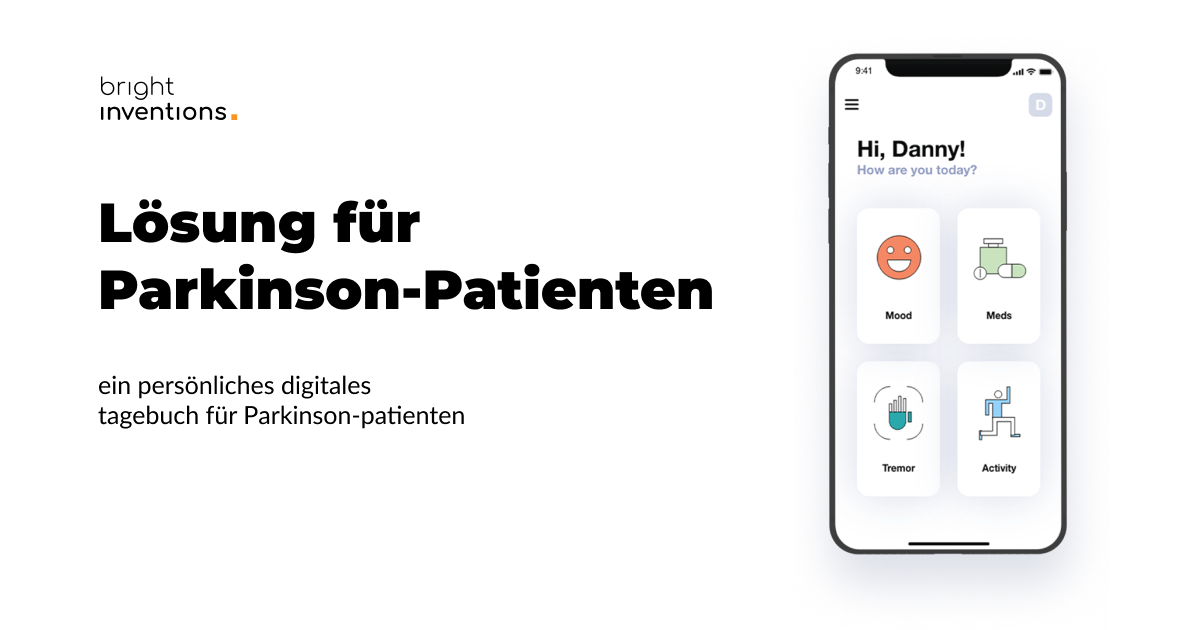 bright
inventions.
Lösung für
Parkinson-Patienten
ein persönliches digitales
tagebuch für Parkinson-patienten
9:41
D
Hi, Danny!
How are you today?
Mood
Meds
Tremor
Activity